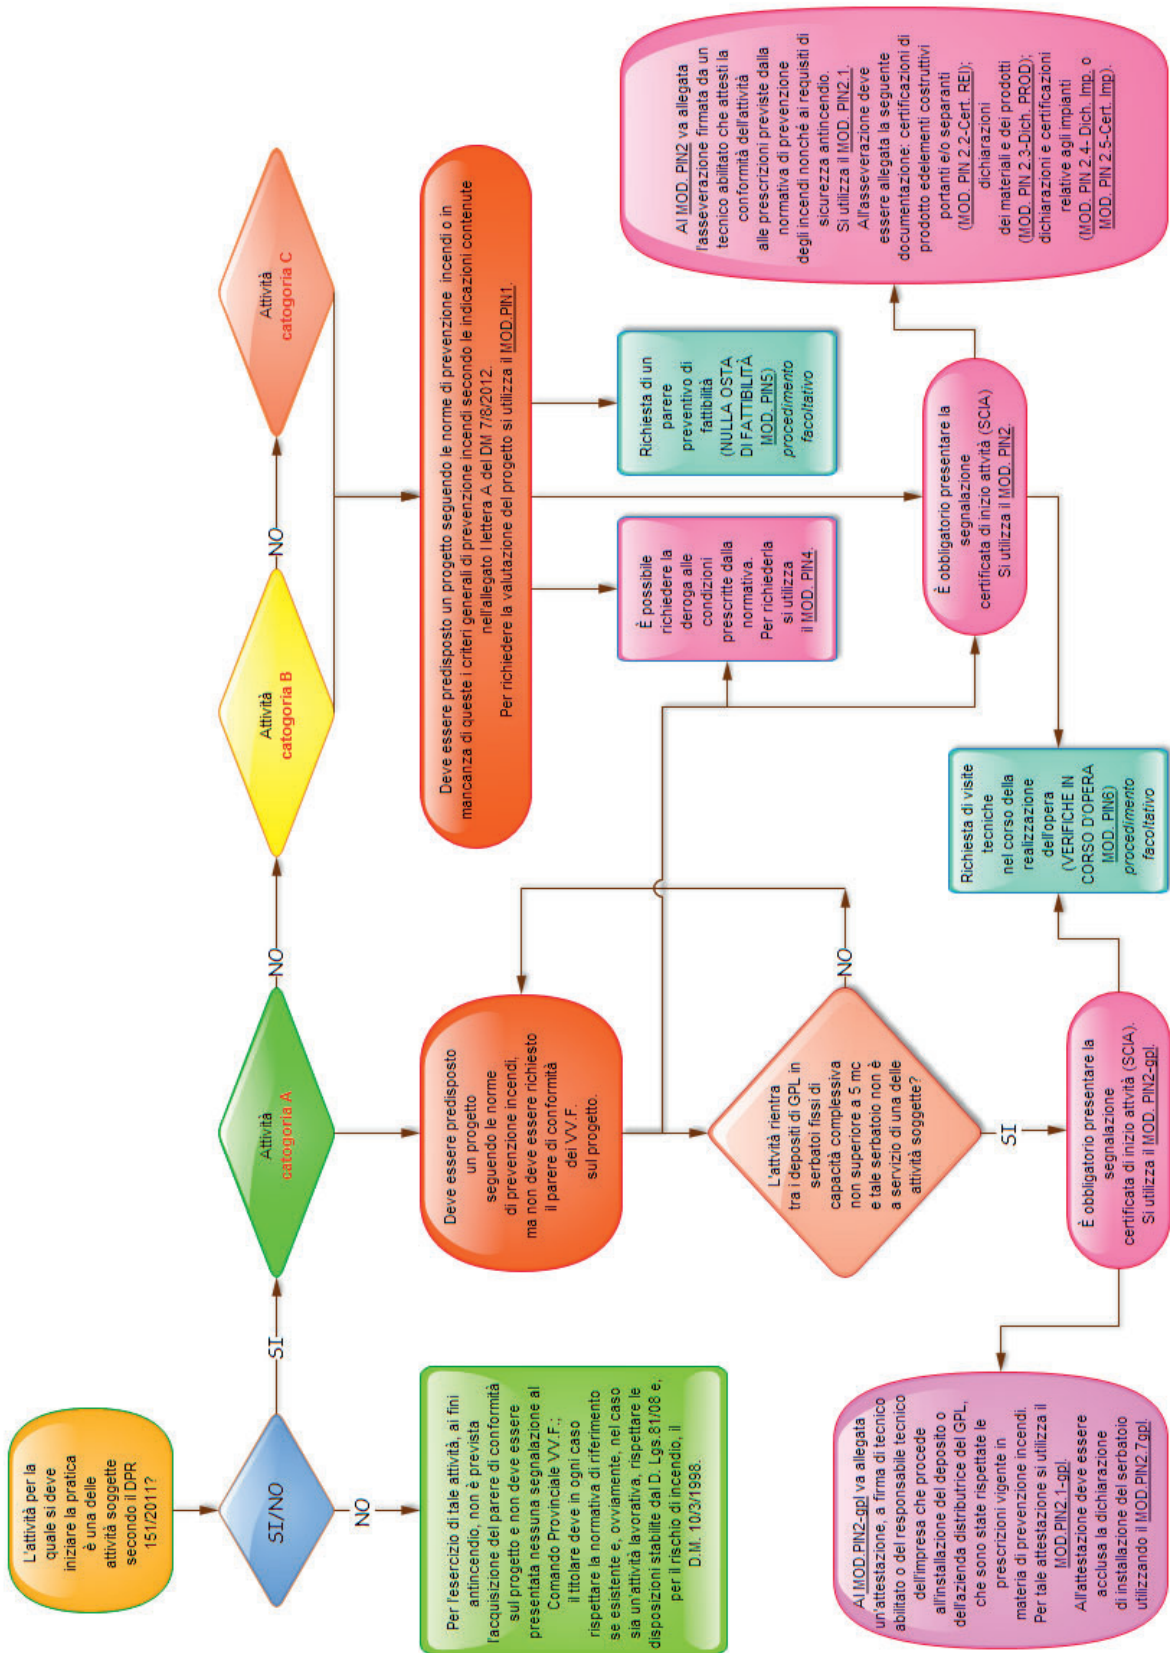 L'attività per la
quale si deve
iniziare la pratica
è una delle
attività soggette
secondo il DPR
151/2011?
SI/NO
SI
NO
Per l'esercizio di tale attività, ai fini
antincendio, non è prevista
l'acquisizione del parere di conformità
sul progetto e non deve essere
presentata nessuna segnalazione al
Comando Provinciale VV.F.;
il titolare deve in ogni caso
rispettare la normativa di riferimento
se esistente e, ovviamente, nel caso
sia un'attività lavorativa, rispettare le
disposizioni stabilite dal D. Lgs.81/08 e,
per il rischio di incendio, il
D.M. 10/3/1998.
Attività
catogoria A
NO
Attività
catogoria B
NO
Attività
catogoria C
Deve essere predisposto
un progetto
seguendo le norme
di prevenzione incendi,
ma non deve essere richiesto
il parere di conformità
dei VV.F.
sul progetto.
Deve essere predisposto un progetto seguendo le norme di prevenzione incendi o in
mancanza di queste i criteri generali di prevenzione incendi secondo le indicazioni contenute
nell'allegato I lettera A del DM 7/8/2012.
Per richiedere la valutazione del progetto si utilizza il MOD.PIN1.
L'attvità rientra
tra i depositi di GPL in
serbatoi fissi di
capacità complessiva
non superiore a 5 mc
e tale serbatoio non è
a servizio di una delle
attività soggette?
NO
SI
È possibile
richiedere la
deroga alle
condizioni
prescritte dalla
normativa.
Per richiederla
si utilizza
il MOD. PIN4.
Richiesta di un
parere
preventivo di
fattibilità
(NULLA OSTA
DI FATTIBILITÀ
MOD. PIN5)
procedimento
facoltativo
È obbligatorio presentare la
segnalazione
certificata di inizio attvità (SCIA)
Si utilizza il MOD. PIN2.
Al MOD. PIN2 va allegata
l'asseverazione firmata da un
tecnico abilitato che attesti la
conformità dell'attività
alle prescrizioni previste dalla
normativa di prevenzione
degli incendi nonché ai requisiti di
sicurezza antincendio.
Si utilizza il MOD. PIN2.1.
All'asseverazione deve
essere allegata la seguente
documentazione: certificazioni di
prodotto edelementi costruttivi
portanti e/o separanti
(MOD. PIN 2.2-Cert. REI);
dichiarazioni
dei materiali e dei prodotti
(MOD. PIN 2.3-Dich. PROD);
dichiarazioni e certificazioni
relative agli impianti
(MOD. PIN 2.4- Dich. Imp. o
MOD. PIN 2.5-Cert. Imp).
Richiesta di visite
tecniche
nel corso della
realizzazione
dell'opera
(VERIFICHE IN
CORSO D'OPERA
MOD. PIN6)
procedimento
facoltativo
È obbligatorio presentare la
segnalazione
certificata di inizio attvità (SCIA).
Si utilizza il MOD. PIN2-gpl.
Al MOD.PIN2-gpl va allegata
un'attestazione, a firma di tecnico
abilitato o del responsabile tecnico
dell'impresa che procede
all'installazione del deposito o
dell'azienda distributrice del GPL,
che sono state rispettate le
prescrizioni vigente in
materia di prevenzione incendi.
Per tale attestazione si utilizza il
MOD.PIN2.1-gpl.
All'attestazione deve essere
acclusa la dichiarazione
di installazione del serbatoio
utilizzando il MOD.PIN2.7gpl.